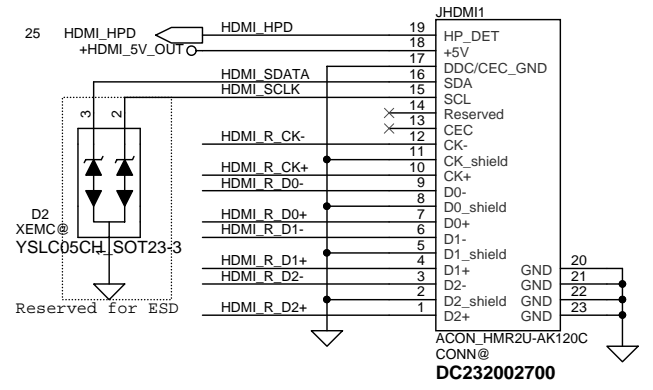 JHDMI1
25 HDMI_HPD HDMI_HPD 19 HP_DET
+HDMI_5V_OUT 18 +5V
17 DDC/CEC_GND
HDMI_SDATA 16 SDA
HDMI_SCLK 15 SCL
14 Reserved
13 CEC
HDMI_R_CK- 12 CK-
11 CK_shield
HDMI_R_CK+ 10 CK+
HDMI_R_D0- 9 D0-
8 D0_shield
HDMI_R_D0+ 7 D0+
HDMI_R_D1- 6 D1-
5 D1_shield
HDMI_R_D1+ 4 D1+ GND 20
HDMI_R_D2- 3 D2- GND 21
2 D2_shield GND 22
HDMI_R_D2+ 1 D2+ GND 23
3 2
D2
XEMC@
YSLC05CH_SOT23-3
Reserved for ESD
ACON_HMR2U-AK120C
CONN@
DC232002700